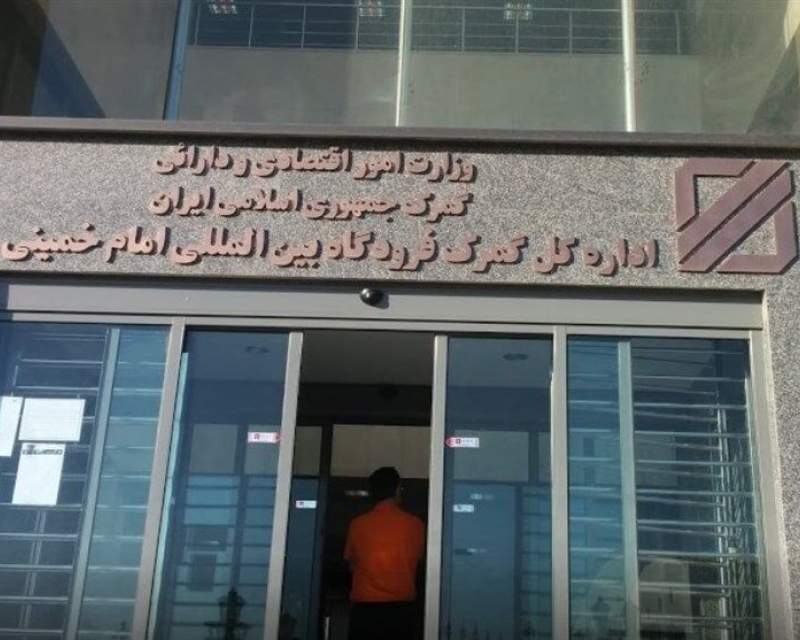 وزارت امور اقتصادی و دارائی
گمرک جمهوری اسلامی ایران
اداره کل گمرک فرودگاه بین المللی امام خمینی